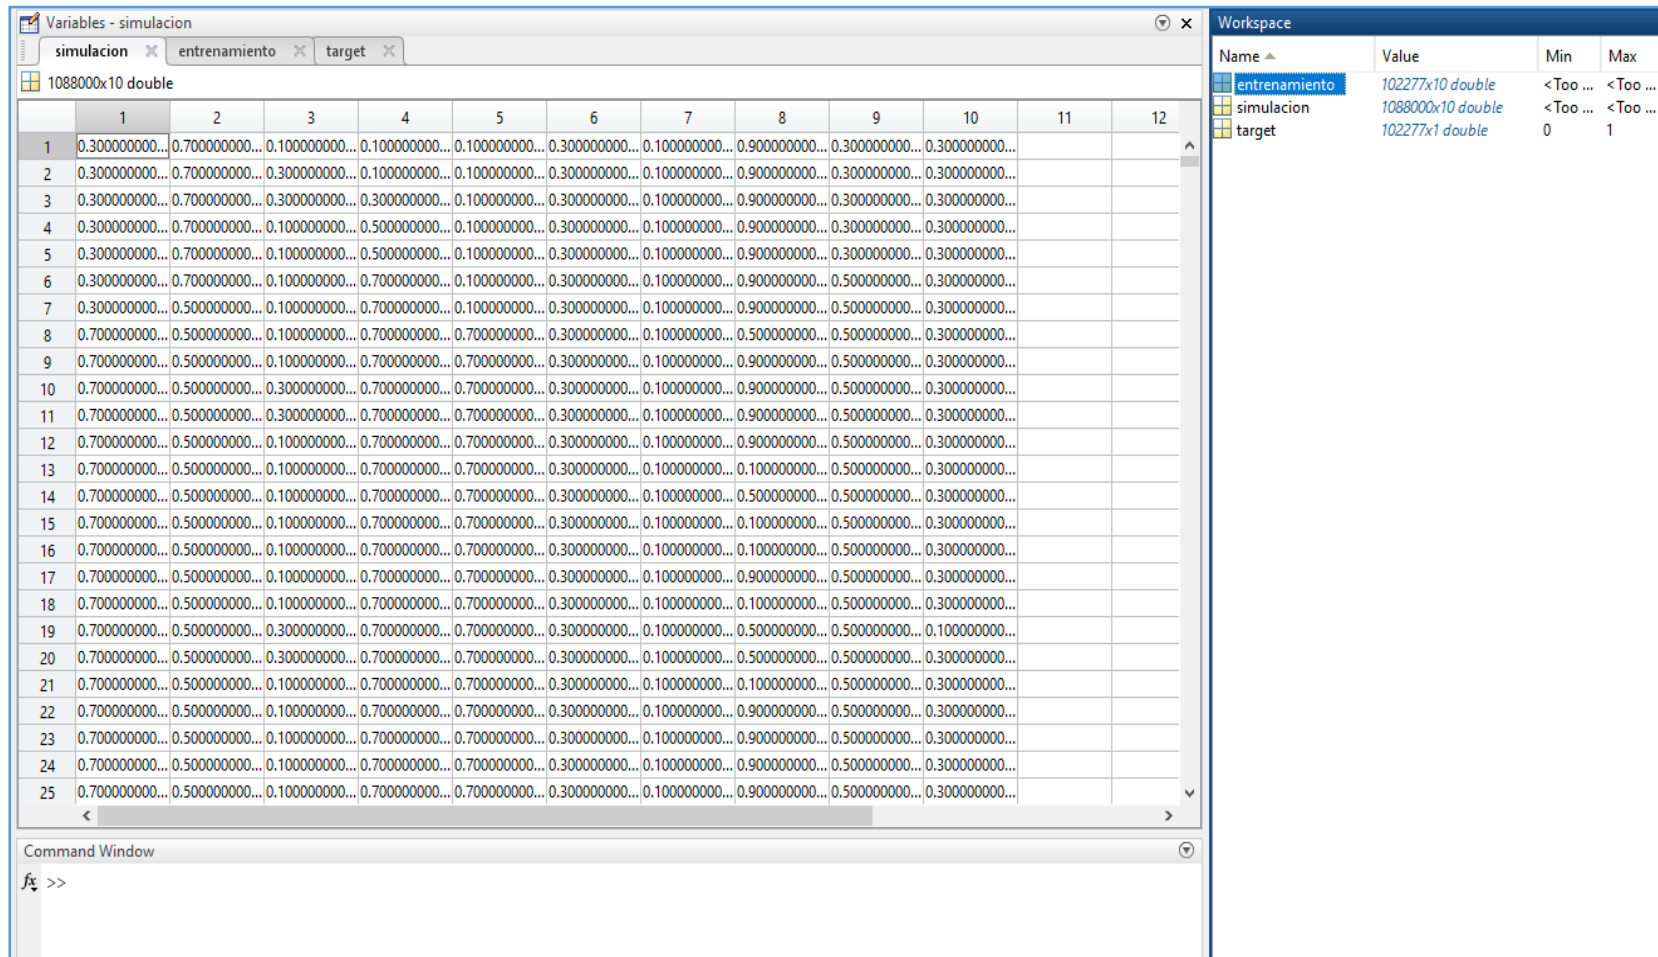 Variables - simulacion
simulacion entrenamiento target
1088000x10 double
1 2 3 4 5 6 7 8 9 10 11 12
1 0.300000000... 0.700000000... 0.100000000... 0.100000000... 0.100000000... 0.300000000... 0.100000000... 0.900000000... 0.300000000... 0.300000000...
2 0.300000000... 0.700000000... 0.300000000... 0.100000000... 0.100000000... 0.300000000... 0.100000000... 0.900000000... 0.300000000... 0.300000000...
3 0.300000000... 0.700000000... 0.300000000... 0.300000000... 0.100000000... 0.300000000... 0.100000000... 0.900000000... 0.300000000... 0.300000000...
4 0.300000000... 0.700000000... 0.100000000... 0.500000000... 0.100000000... 0.300000000... 0.100000000... 0.900000000... 0.300000000... 0.300000000...
5 0.300000000... 0.700000000... 0.100000000... 0.500000000... 0.100000000... 0.300000000... 0.100000000... 0.900000000... 0.300000000... 0.300000000...
6 0.300000000... 0.700000000... 0.100000000... 0.700000000... 0.100000000... 0.300000000... 0.100000000... 0.900000000... 0.500000000... 0.300000000...
7 0.300000000... 0.500000000... 0.100000000... 0.700000000... 0.100000000... 0.300000000... 0.100000000... 0.900000000... 0.500000000... 0.300000000...
8 0.700000000... 0.500000000... 0.100000000... 0.700000000... 0.700000000... 0.300000000... 0.100000000... 0.500000000... 0.500000000... 0.300000000...
9 0.700000000... 0.500000000... 0.100000000... 0.700000000... 0.700000000... 0.300000000... 0.100000000... 0.900000000... 0.500000000... 0.300000000...
10 0.700000000... 0.500000000... 0.300000000... 0.700000000... 0.700000000... 0.300000000... 0.100000000... 0.900000000... 0.500000000... 0.300000000...
11 0.700000000... 0.500000000... 0.300000000... 0.700000000... 0.700000000... 0.300000000... 0.100000000... 0.900000000... 0.500000000... 0.300000000...
12 0.700000000... 0.500000000... 0.100000000... 0.700000000... 0.700000000... 0.300000000... 0.100000000... 0.900000000... 0.500000000... 0.300000000...
13 0.700000000... 0.500000000... 0.100000000... 0.700000000... 0.700000000... 0.300000000... 0.100000000... 0.100000000... 0.500000000... 0.300000000...
14 0.700000000... 0.500000000... 0.100000000... 0.700000000... 0.700000000... 0.300000000... 0.100000000... 0.500000000... 0.500000000... 0.300000000...
15 0.700000000... 0.500000000... 0.100000000... 0.700000000... 0.700000000... 0.300000000... 0.100000000... 0.100000000... 0.500000000... 0.300000000...
16 0.700000000... 0.500000000... 0.100000000... 0.700000000... 0.700000000... 0.300000000... 0.100000000... 0.100000000... 0.500000000... 0.300000000...
17 0.700000000... 0.500000000... 0.100000000... 0.700000000... 0.700000000... 0.300000000... 0.100000000... 0.900000000... 0.500000000... 0.300000000...
18 0.700000000... 0.500000000... 0.100000000... 0.700000000... 0.700000000... 0.300000000... 0.100000000... 0.100000000... 0.500000000... 0.300000000...
19 0.700000000... 0.500000000... 0.300000000... 0.700000000... 0.700000000... 0.300000000... 0.100000000... 0.500000000... 0.500000000... 0.100000000...
20 0.700000000... 0.500000000... 0.300000000... 0.700000000... 0.700000000... 0.300000000... 0.100000000... 0.500000000... 0.500000000... 0.300000000...
21 0.700000000... 0.500000000... 0.100000000... 0.700000000... 0.700000000... 0.300000000... 0.100000000... 0.100000000... 0.500000000... 0.300000000...
22 0.700000000... 0.500000000... 0.100000000... 0.700000000... 0.700000000... 0.300000000... 0.100000000... 0.900000000... 0.500000000... 0.300000000...
23 0.700000000... 0.500000000... 0.100000000... 0.700000000... 0.700000000... 0.300000000... 0.100000000... 0.900000000... 0.500000000... 0.300000000...
24 0.700000000... 0.500000000... 0.100000000... 0.700000000... 0.700000000... 0.300000000... 0.100000000... 0.900000000... 0.500000000... 0.300000000...
25 0.700000000... 0.500000000... 0.100000000... 0.700000000... 0.700000000... 0.300000000... 0.100000000... 0.900000000... 0.500000000... 0.300000000...
Command Window
fx >>
Workspace
Name Value Min Max
entrenamiento 102277x10 double <Too ... <Too ...
simulacion 1088000x10 double <Too ... <Too ...
target 102277x1 double 0 1